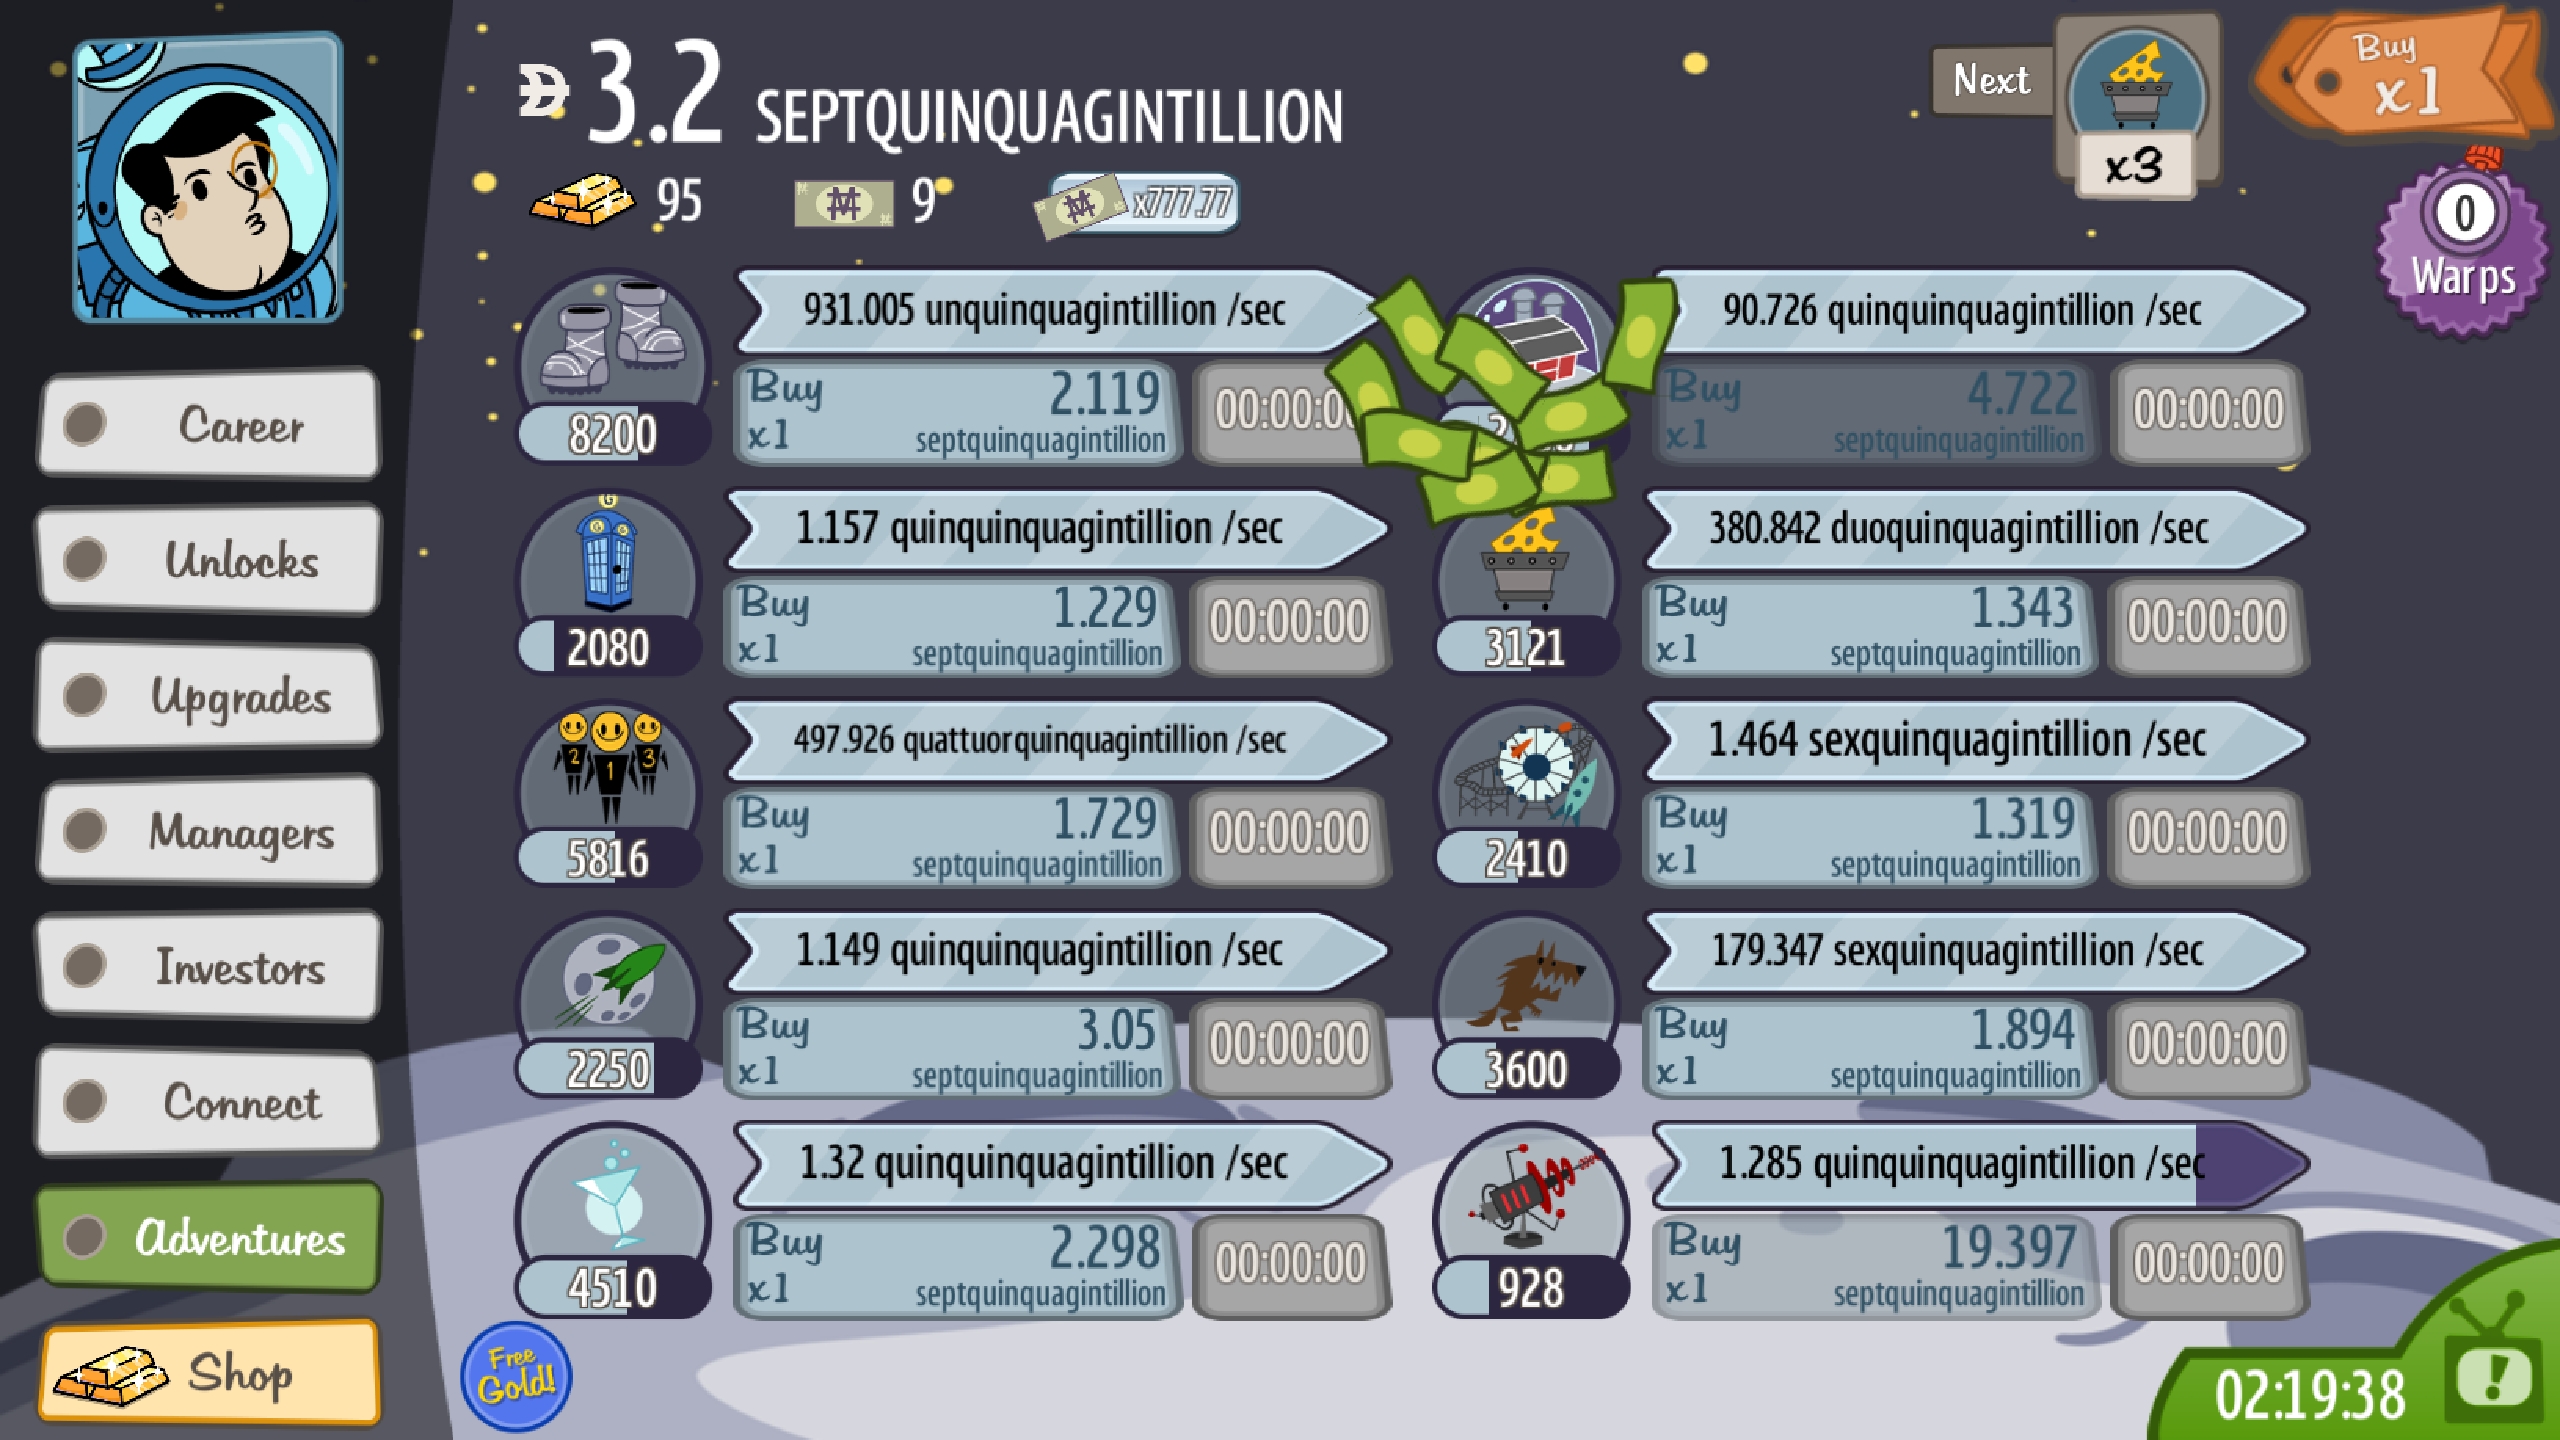 3.2 SEPTQUINQUAGINTILLION
95
9
x777.77
Next
x3
Buy
x1
0
Warps
Career
Unlocks
Upgrades
Managers
Investors
Connect
Adventures
Shop
931.005 unquinquagintillion /sec
Buy 2.119
x1 septquinquagintillion
8200
90.726 quinquinquagintillion /sec
Buy 4.722
x1 septquinquagintillion
00:00:00
G
1.157 quinquinquagintillion /sec
Buy 1.229
x1 septquinquagintillion
00:00:00
2080
380.842 duoquinquagintillion /sec
Buy 1.343
x1 septquinquagintillion
00:00:00
3121
2 1 3
497.926 quattuorquinquagintillion /sec
Buy 1.729
x1 septquinquagintillion
00:00:00
5816
1.464 sexquinquagintillion /sec
Buy 1.319
x1 septquinquagintillion
00:00:00
2410
1.149 quinquinquagintillion /sec
Buy 3.05
x1 septquinquagintillion
00:00:00
2250
179.347 sexquinquagintillion /sec
Buy 1.894
x1 septquinquagintillion
00:00:00
3600
1.32 quinquinquagintillion /sec
Buy 2.298
x1 septquinquagintillion
00:00:00
4510
1.285 quinquinquagintillion /sec
Buy 19.397
x1 septquinquagintillion
00:00:00
928
Free
Gold!
02:19:38
!